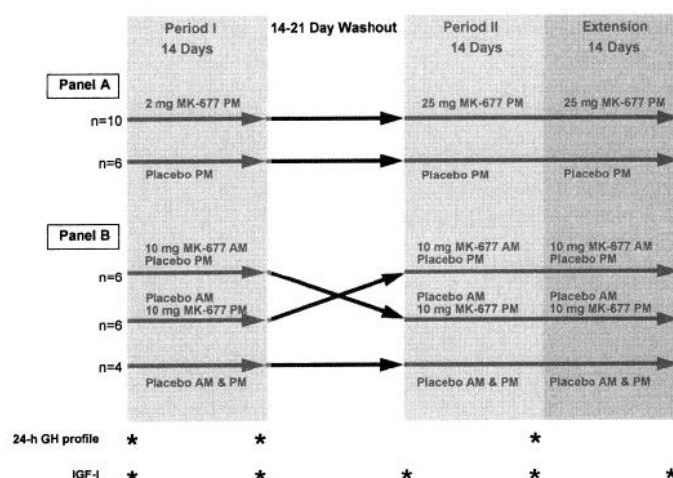 Period I 14-21 Day Washout Period II Extension
14 Days 14 Days 14 Days
Panel A
2 mg MK-677 PM 25 mg MK-677 PM 25 mg MK-677 PM
n=10
n=6
Placebo PM Placebo PM Placebo PM
Panel B
10 mg MK-677 AM 10 mg MK-677 AM 10 mg MK-677 AM
Placebo PM Placebo PM Placebo PM
n=6
Placebo AM Placebo AM Placebo AM
10 mg MK-677 PM 10 mg MK-677 PM 10 mg MK-677 PM
n=6
n=4
Placebo AM & PM Placebo AM & PM Placebo AM & PM
24-h GH profile * * *
IGF-I * * * * *